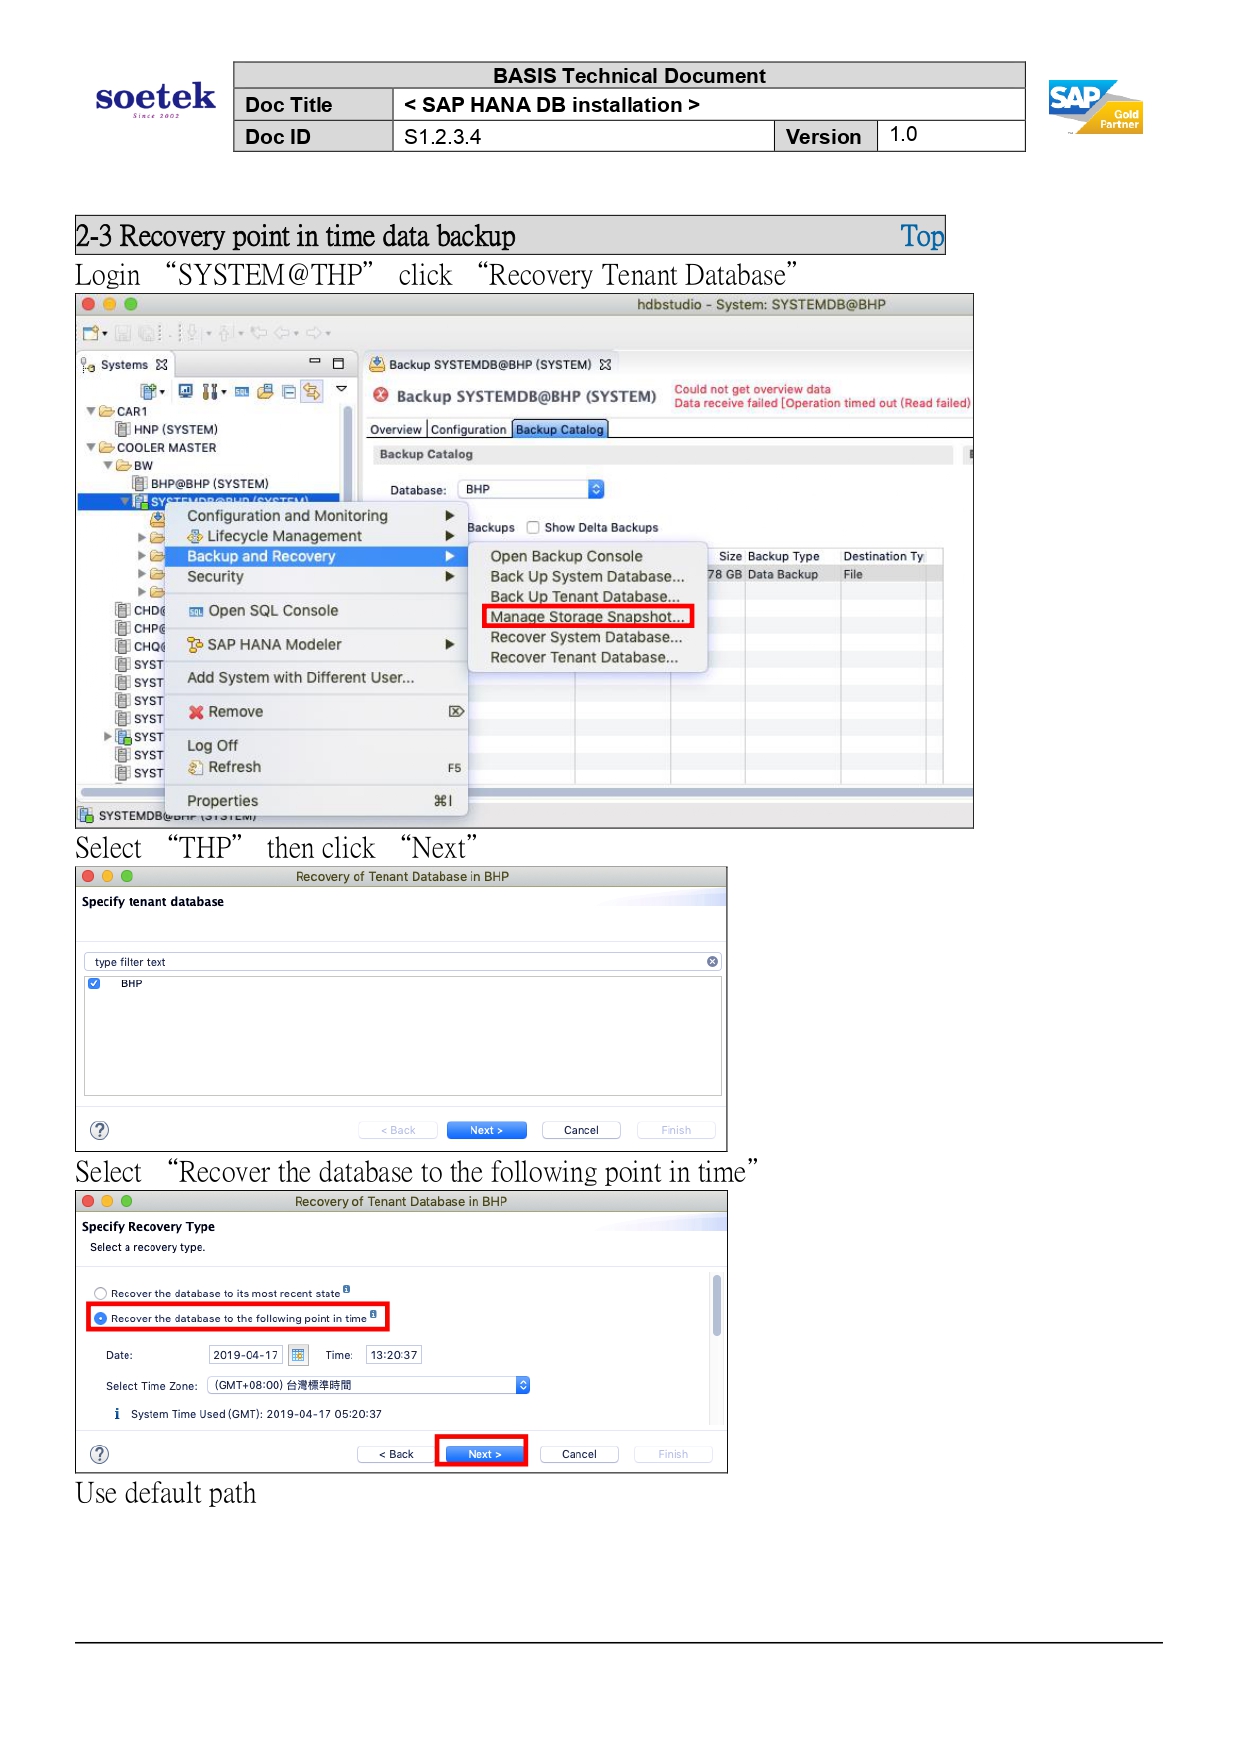 soetek
Since 2002
BASIS Technical Document
Doc Title < SAP HANA DB installation >
Doc ID S1.2.3.4 Version 1.0
SAP Gold Partner
2-3 Recovery point in time data backup Top
Login “SYSTEM@THP” click “Recovery Tenant Database”
hdbstudio - System: SYSTEMDB@BHP
Systems
Backup SYSTEMDB@BHP (SYSTEM)
Backup SYSTEMDB@BHP (SYSTEM)
Could not get overview data
Data receive failed [Operation timed out (Read failed)
CAR1
HNP (SYSTEM)
COOLER MASTER
BW
BHP@BHP (SYSTEM)
SYSTEMDB@BHP (SYSTEM)
Overview Configuration Backup Catalog
Backup Catalog
Database: BHP
Backups Show Delta Backups
Size Backup Type Destination Ty
78 GB Data Backup File
Configuration and Monitoring
Lifecycle Management
Backup and Recovery
Security
Open SQL Console
SAP HANA Modeler
Add System with Different User...
Remove
Log Off
Refresh F5
Properties ⌘I
Open Backup Console
Back Up System Database...
Back Up Tenant Database...
Manage Storage Snapshot...
Recover System Database...
Recover Tenant Database...
CHD@
CHP@
CHQ@
SYST
SYST
SYST
SYST
SYST
SYST
SYST
SYSTEMDB@BHP (SYSTEM)
Select “THP” then click “Next”
Recovery of Tenant Database in BHP
Specify tenant database
type filter text
BHP
< Back Next > Cancel Finish
Select “Recover the database to the following point in time”
Recovery of Tenant Database in BHP
Specify Recovery Type
Select a recovery type.
Recover the database to its most recent state
Recover the database to the following point in time
Date: 2019-04-17 Time: 13:20:37
Select Time Zone: (GMT+08:00) 台灣標準時間
System Time Used (GMT): 2019-04-17 05:20:37
< Back Next > Cancel Finish
Use default path